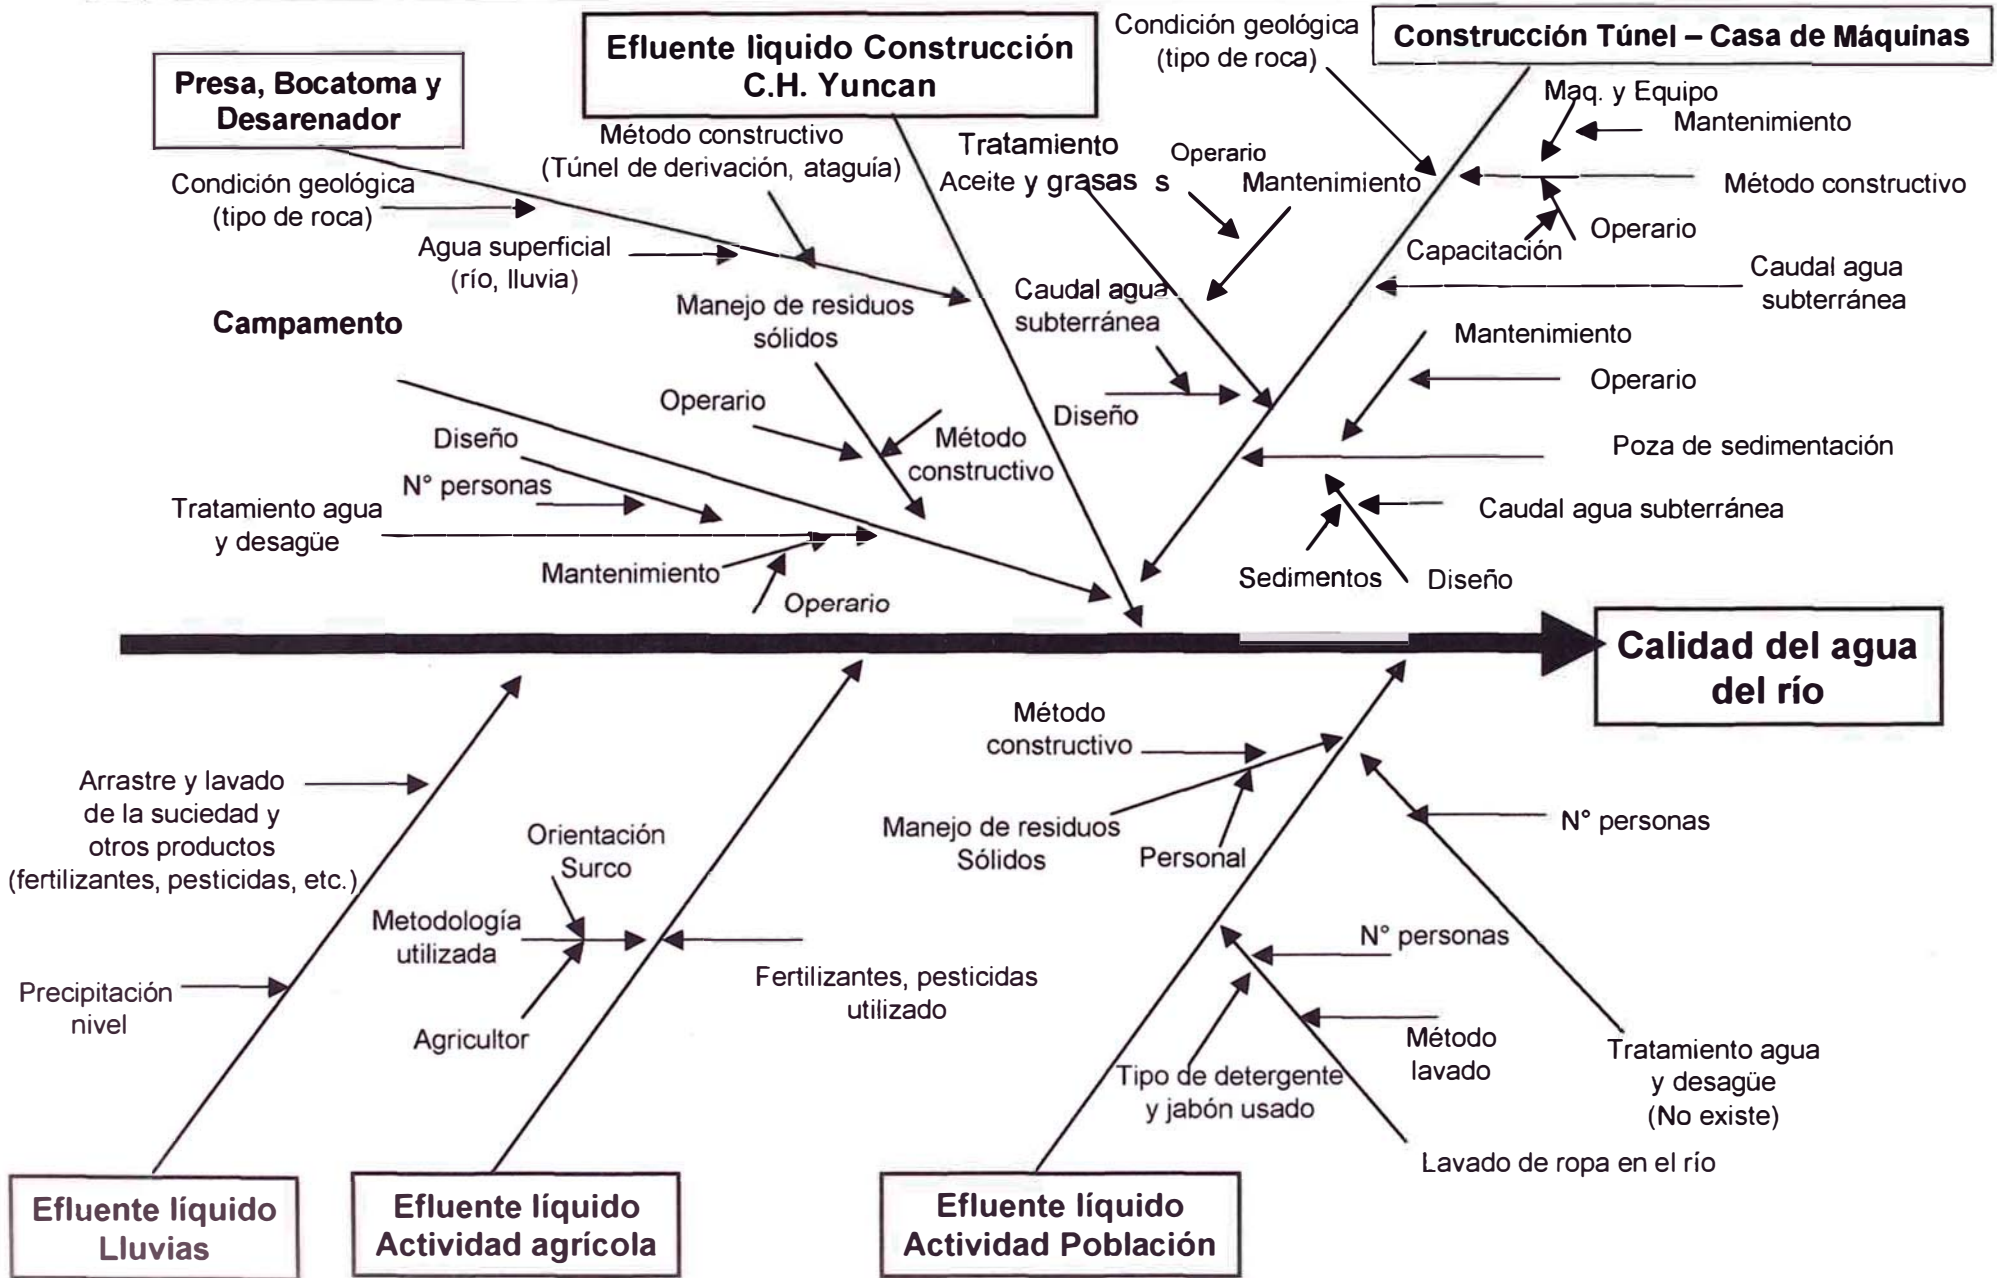 Presa, Bocatoma y
Desarenador
Efluente liquido Construcción
C.H. Yuncan
Condición geológica
(tipo de roca)
Construcción Túnel – Casa de Máquinas
Maq. y Equipo
Mantenimiento
Método constructivo
Operario
Capacitación
Caudal agua
subterránea
Condición geológica
(tipo de roca)
Método constructivo
(Túnel de derivación, ataguía)
Agua superficial
(río, lluvia)
Tratamiento
Aceite y grasas s
Operario
Mantenimiento
Caudal agua
subterránea
Diseño
Mantenimiento
Operario
Poza de sedimentación
Caudal agua subterránea
Sedimentos
Diseño
Campamento
Manejo de residuos
sólidos
Operario
Método
constructivo
Diseño
N° personas
Tratamiento agua
y desagüe
Mantenimiento
Operario
Calidad del agua
del río
Arrastre y lavado
de la suciedad y
otros productos
(fertilizantes, pesticidas, etc.)
Precipitación
nivel
Orientación
Surco
Metodología
utilizada
Agricultor
Fertilizantes, pesticidas
utilizado
Método
constructivo
Manejo de residuos
Sólidos
Personal
N° personas
N° personas
Método
lavado
Tipo de detergente
y jabón usado
Tratamiento agua
y desagüe
(No existe)
Lavado de ropa en el río
Efluente líquido
Lluvias
Efluente líquido
Actividad agrícola
Efluente líquido
Actividad Población